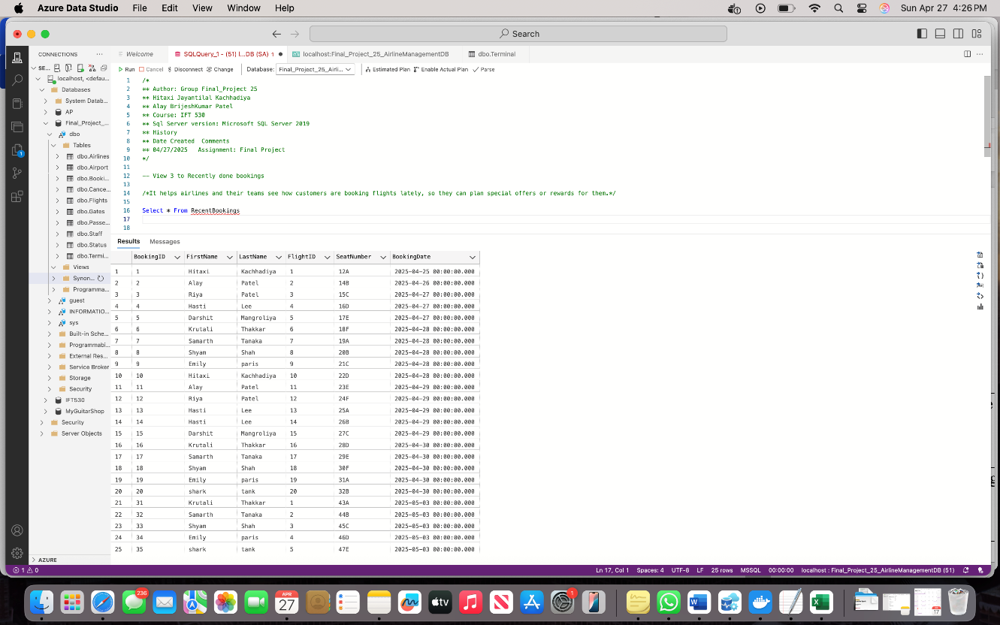 Azure Data Studio File Edit View Window Help Sun Apr 27 4:26 PM
Search
CONNECTIONS ... Welcome SQLQuery_1 - (51) l...DB (SA) 1 localhost:Final_Project_25_AirlineManagementDB dbo.Terminal
SE... Run Cancel Disconnect Change Database: Final_Project_25_Airli... Estimated Plan Enable Actual Plan Parse
localhost, <defau...
Databases
System Datab...
AP
Final_Project_...
dbo
Tables
dbo.Airlines
dbo.Airport
dbo.Booki...
dbo.Cance...
dbo.Flights
dbo.Gates
dbo.Passe...
dbo.Staff
dbo.Status
dbo.Termi...
Views
Synon...
Programma...
guest
INFORMATIO...
sys
Built-in Sche...
Programmabi...
External Res...
Service Broker
Storage
Security
IFT530
MyGuitarShop
Security
Server Objects
AZURE
1 /*
2 ** Author: Group Final_Project 25
3 ** Hitaxi Jayantilal Kachhadiya
4 ** Alay BrijeshKumar Patel
5 ** Course: IFT 530
6 ** Sql Server version: Microsoft SQL Server 2019
7 ** History
8 ** Date Created Comments
9 ** 04/27/2025 Assignment: Final Project
10 */
11
12 -- View 3 to Recently done bookings
13
14 /*It helps airlines and their teams see how customers are booking flights lately, so they can plan special offers or rewards for them.*/
15
16 Select * From RecentBookings
17
18
Results Messages
BookingID FirstName LastName FlightID SeatNumber BookingDate
1 1 Hitaxi Kachhadiya 1 12A 2025-04-25 00:00:00.000
2 2 Alay Patel 2 14B 2025-04-26 00:00:00.000
3 3 Riya Patel 3 15C 2025-04-27 00:00:00.000
4 4 Hasti Lee 4 16D 2025-04-27 00:00:00.000
5 5 Darshit Mangroliya 5 17E 2025-04-27 00:00:00.000
6 6 Krutali Thakkar 6 18F 2025-04-28 00:00:00.000
7 7 Samarth Tanaka 7 19A 2025-04-28 00:00:00.000
8 8 Shyam Shah 8 20B 2025-04-28 00:00:00.000
9 9 Emily paris 9 21C 2025-04-28 00:00:00.000
10 10 Hitaxi Kachhadiya 10 22D 2025-04-28 00:00:00.000
11 11 Alay Patel 11 23E 2025-04-29 00:00:00.000
12 12 Riya Patel 12 24F 2025-04-29 00:00:00.000
13 13 Hasti Lee 13 25A 2025-04-29 00:00:00.000
14 14 Hasti Lee 14 26B 2025-04-29 00:00:00.000
15 15 Darshit Mangroliya 15 27C 2025-04-29 00:00:00.000
16 16 Krutali Thakkar 16 28D 2025-04-30 00:00:00.000
17 17 Samarth Tanaka 17 29E 2025-04-30 00:00:00.000
18 18 Shyam Shah 18 30F 2025-04-30 00:00:00.000
19 19 Emily paris 19 31A 2025-04-30 00:00:00.000
20 20 shark tank 20 32B 2025-04-30 00:00:00.000
21 31 Krutali Thakkar 1 43A 2025-05-03 00:00:00.000
22 32 Samarth Tanaka 2 44B 2025-05-03 00:00:00.000
23 33 Shyam Shah 3 45C 2025-05-03 00:00:00.000
24 34 Emily paris 4 46D 2025-05-03 00:00:00.000
25 35 shark tank 5 47E 2025-05-03 00:00:00.000
1 0 Ln 17, Col 1 Spaces: 4 UTF-8 LF 25 rows MSSQL 00:00:00 localhost : Final_Project_25_AirlineManagementDB (51)
236 APR 27 tv 1 W X 17